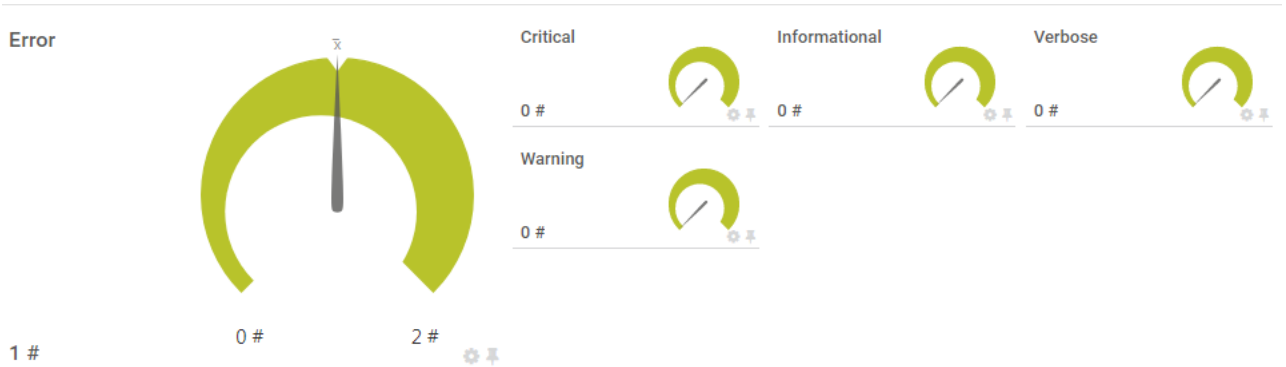 Error
x̄
0 #
2 #
1 #
Critical
0 #
Informational
0 #
Verbose
0 #
Warning
0 #